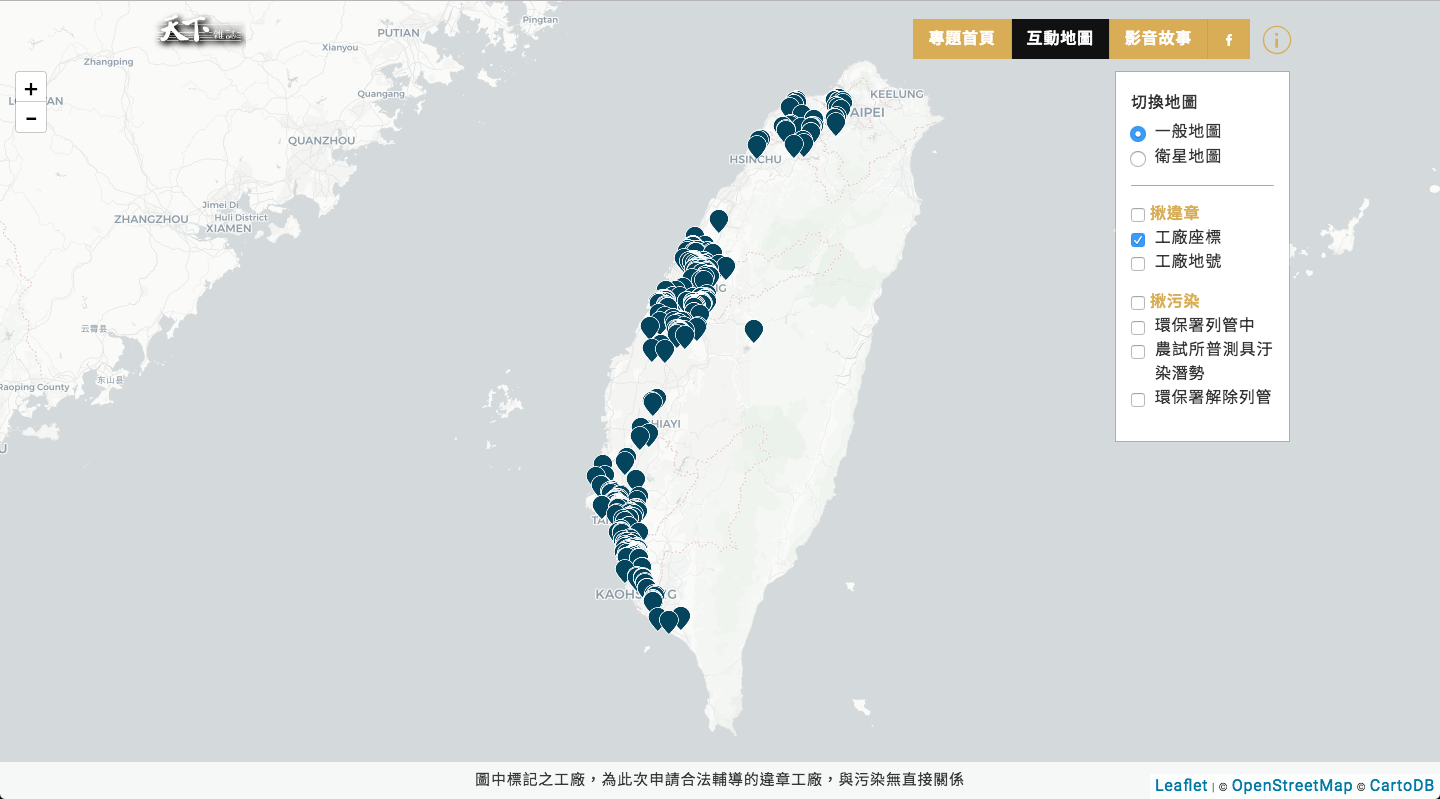 天下雜誌
專題首頁
互動地圖
影音故事
f
i
+
-
切換地圖
一般地圖
衛星地圖
揪違章
工廠座標
工廠地號
揪污染
環保署列管中
農試所普測具汙
染潛勢
環保署解除列管
Pingtan
PUTIAN
Xianyou
Zhangping
Quangang
QUANZHOU
Jimei Di
Huli District
ZHANGZHOU
XIAMEN
云霄县
东山县
Raoping County
KEELUNG
AIPEI
HSINCHU
NG
HIAYI
TAI
KAOHS
G
圖中標記之工廠，為此次申請合法輔導的違章工廠，與污染無直接關係
Leaflet | © OpenStreetMap © CartoDB